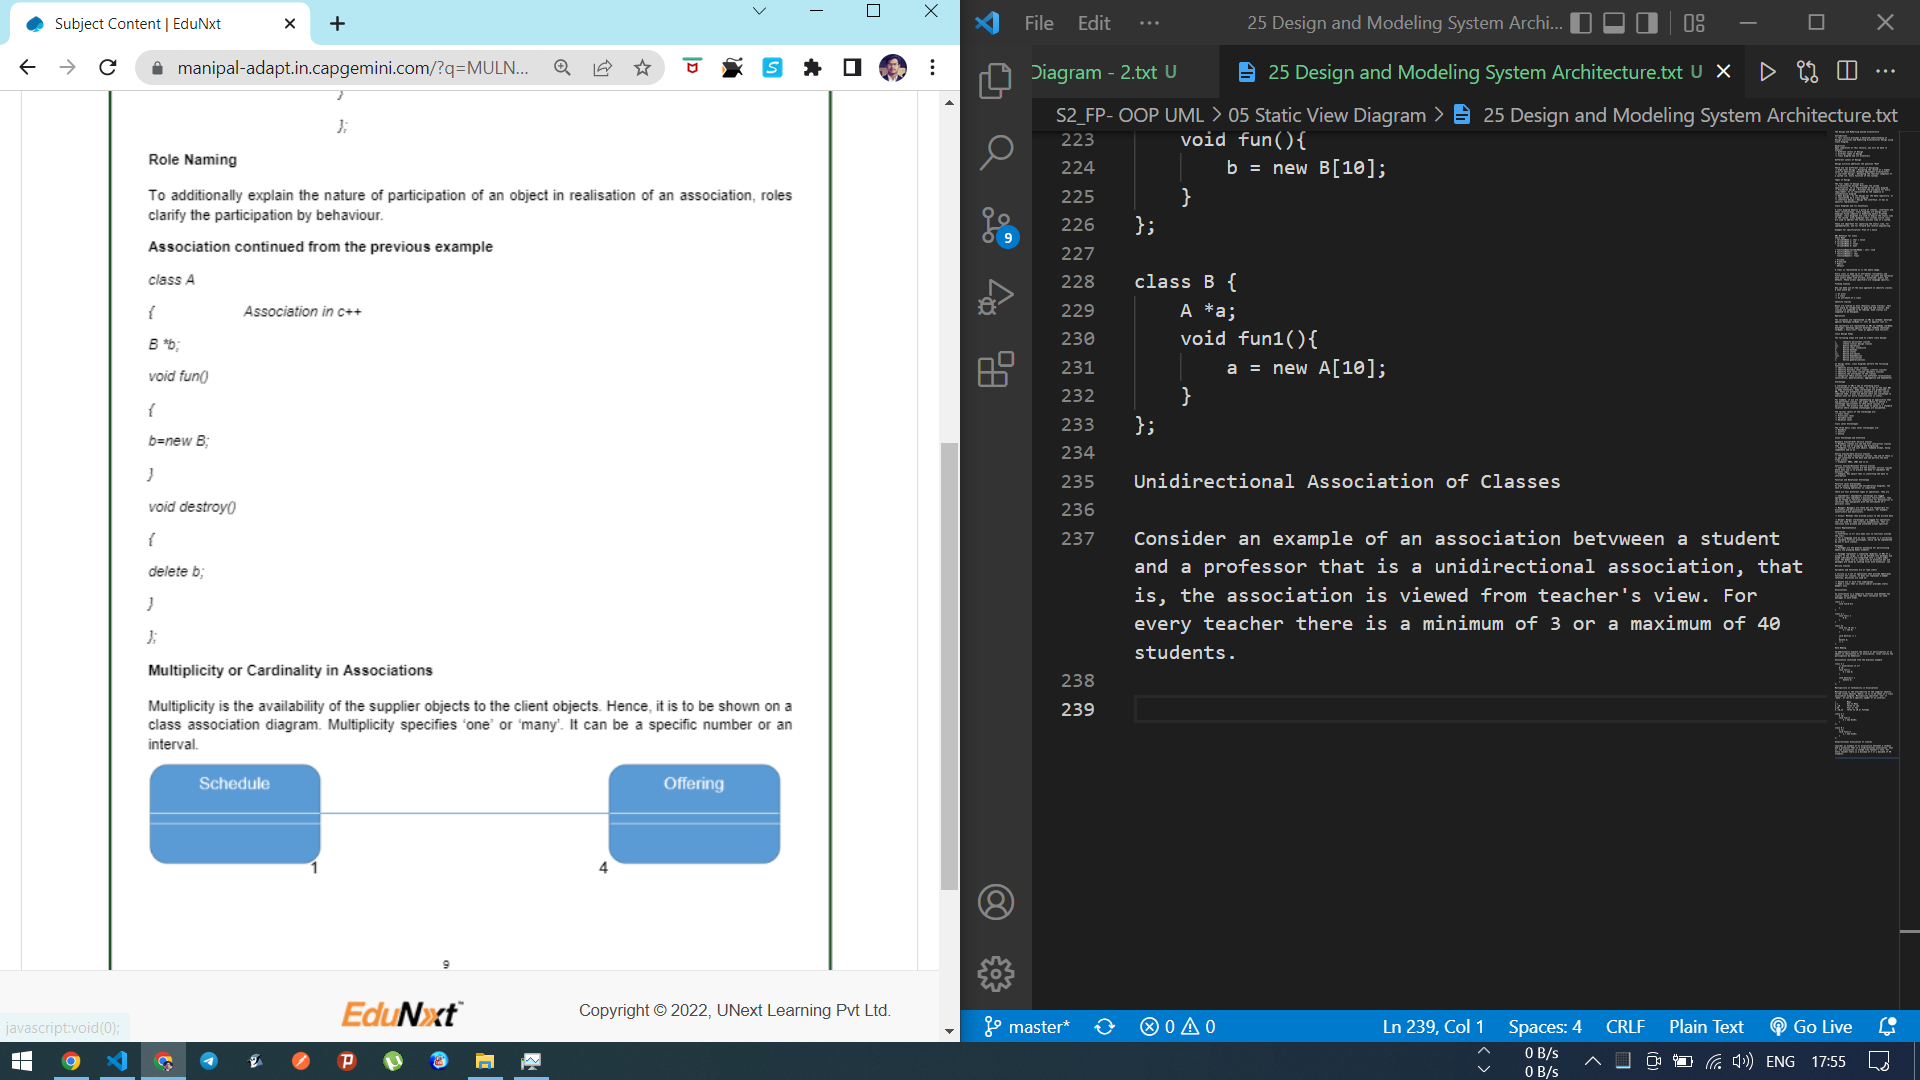 Subject Content | EduNxt
manipal-adapt.in.capgemini.com/?q=MULN...
}
};
Role Naming
To additionally explain the nature of participation of an object in realisation of an association, roles
clarify the participation by behaviour.
Association continued from the previous example
class A
{ Association in c++
B *b;
void fun()
{
b=new B;
}
void destroy()
{
delete b;
}
};
Multiplicity or Cardinality in Associations
Multiplicity is the availability of the supplier objects to the client objects. Hence, it is to be shown on a
class association diagram. Multiplicity specifies ‘one’ or ‘many’. It can be a specific number or an
interval.
Schedule Offering
1 4
9
EduNxt™ Copyright © 2022, UNext Learning Pvt Ltd.
javascript:void(0);
File Edit ··· 25 Design and Modeling System Archi...
Diagram - 2.txt U 25 Design and Modeling System Architecture.txt U
S2_FP- OOP UML > 05 Static View Diagram > 25 Design and Modeling System Architecture.txt
223 void fun(){
224 b = new B[10];
225 }
226 };
227
228 class B {
229 A *a;
230 void fun1(){
231 a = new A[10];
232 }
233 };
234
235 Unidirectional Association of Classes
236
237 Consider an example of an association betvween a student
and a professor that is a unidirectional association, that
is, the association is viewed from teacher's view. For
every teacher there is a minimum of 3 or a maximum of 40
students.
238
239
9
master* 0 0 Ln 239, Col 1 Spaces: 4 CRLF Plain Text Go Live
0 B/s
0 B/s
ENG 17:55